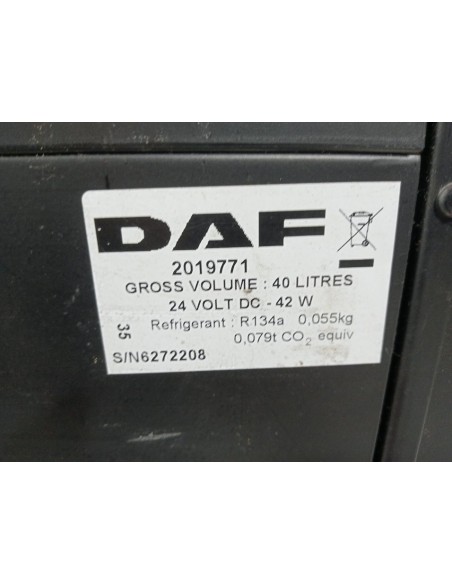 DAF
2019771
GROSS VOLUME : 40 LITRES
24 VOLT DC - 42 W
Refrigerant : R134a 0,055kg
0,079t CO₂ equiv
35
S/N6272208